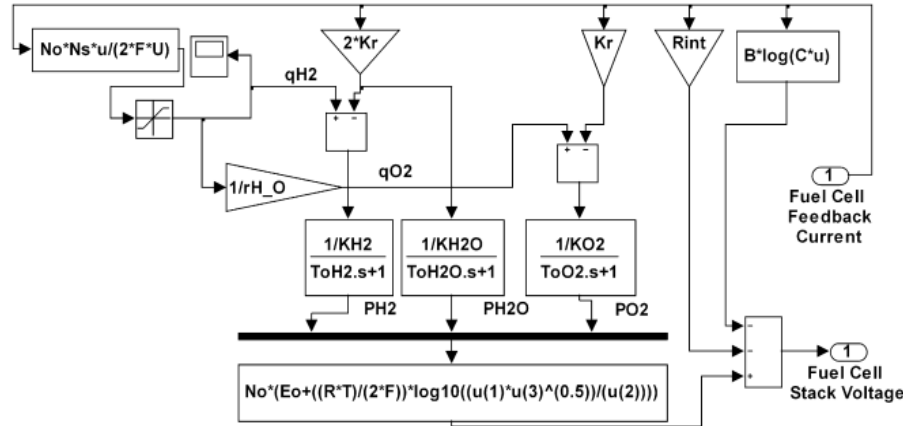 No*Ns*u/(2*F*U)
2*Kr
Kr
Rint
B*log(C*u)
qH2
+ −
+ −
1/rH_O
qO2
1
Fuel Cell
Feedback
Current
1/KH2
ToH2.s+1
1/KH2O
ToH2O.s+1
1/KO2
ToO2.s+1
PH2
PH2O
PO2
−
−
+
1
Fuel Cell
Stack Voltage
No*(Eo+((R*T)/(2*F))*log10((u(1)*u(3)^(0.5))/(u(2))))